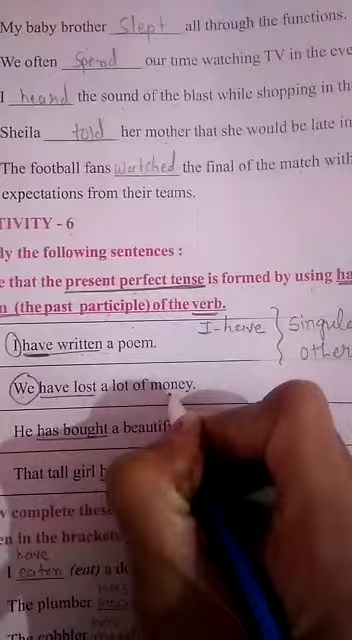 My baby brother slept all through the functions.
We often spend our time watching TV in the eve
I heard the sound of the blast while shopping in th
Sheila told her mother that she would be late in
The football fans watched the final of the match with
expectations from their teams.
TIVITY - 6
ly the following sentences :
e that the present perfect tense is formed by using ha
n (the past participle) of the verb.
I-have } Singula
I have written a poem. othe
We have lost a lot of money.
He has bought a beautif
That tall girl h
w complete these
en in the brackets
have
I eaten (eat) a d
The plumber
The cobbler